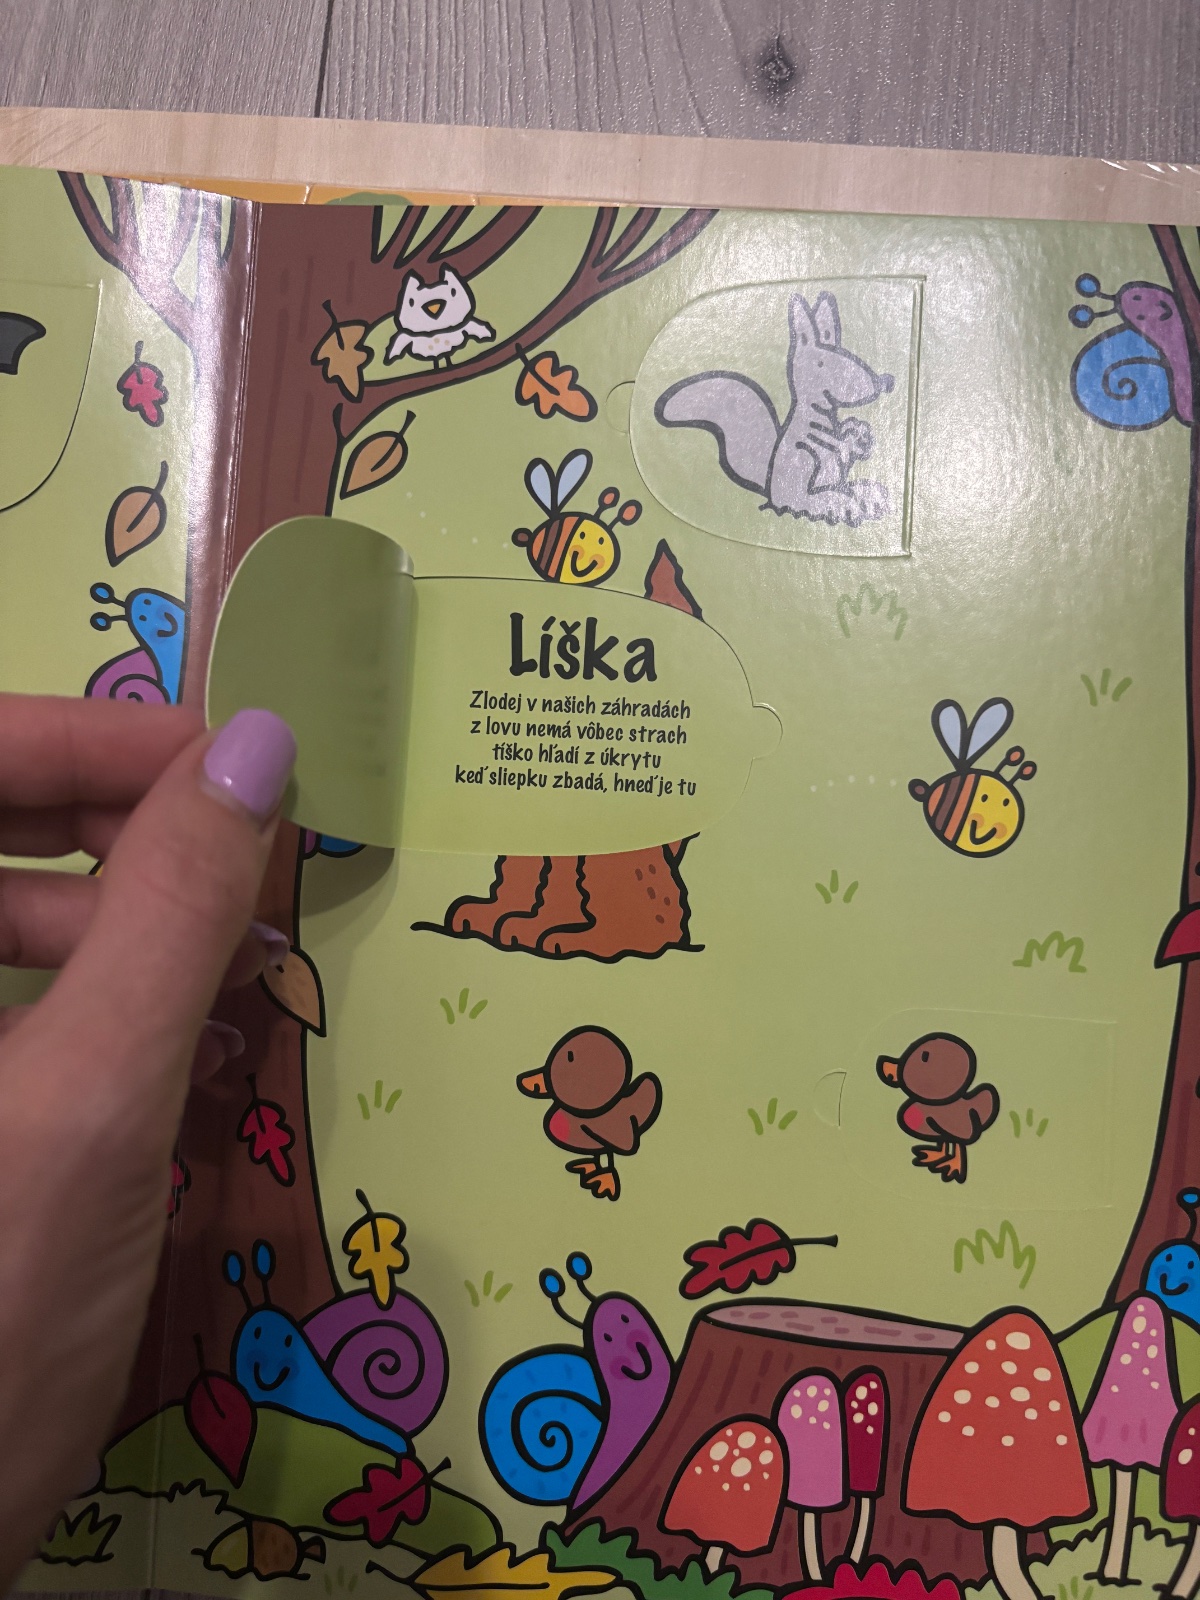 Líška
Zlodej v našich záhradách
z lovu nemá vôbec strach
tíško hľadí z úkrytu
keď sliepku zbadá, hneď je tu